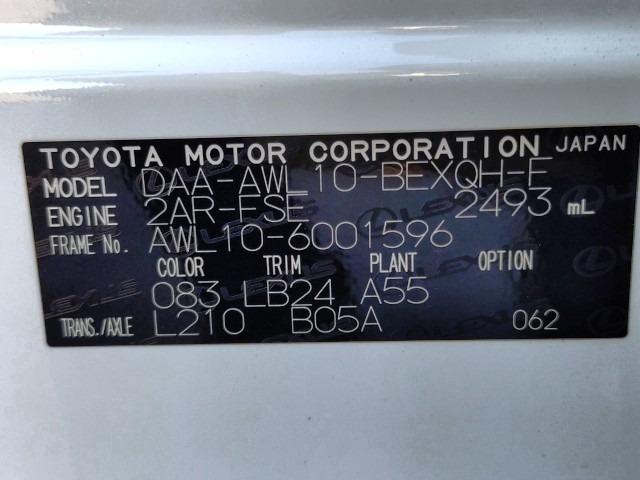 TOYOTA MOTOR CORPORATION JAPAN
MODEL DAA-AWL10-BEXQH-F
ENGINE 2AR-FSE 2493 mL
FRAME No. AWL10-6001596
COLOR TRIM PLANT OPTION
083 LB24 A55
TRANS./AXLE L210 B05A 062
LEXUS